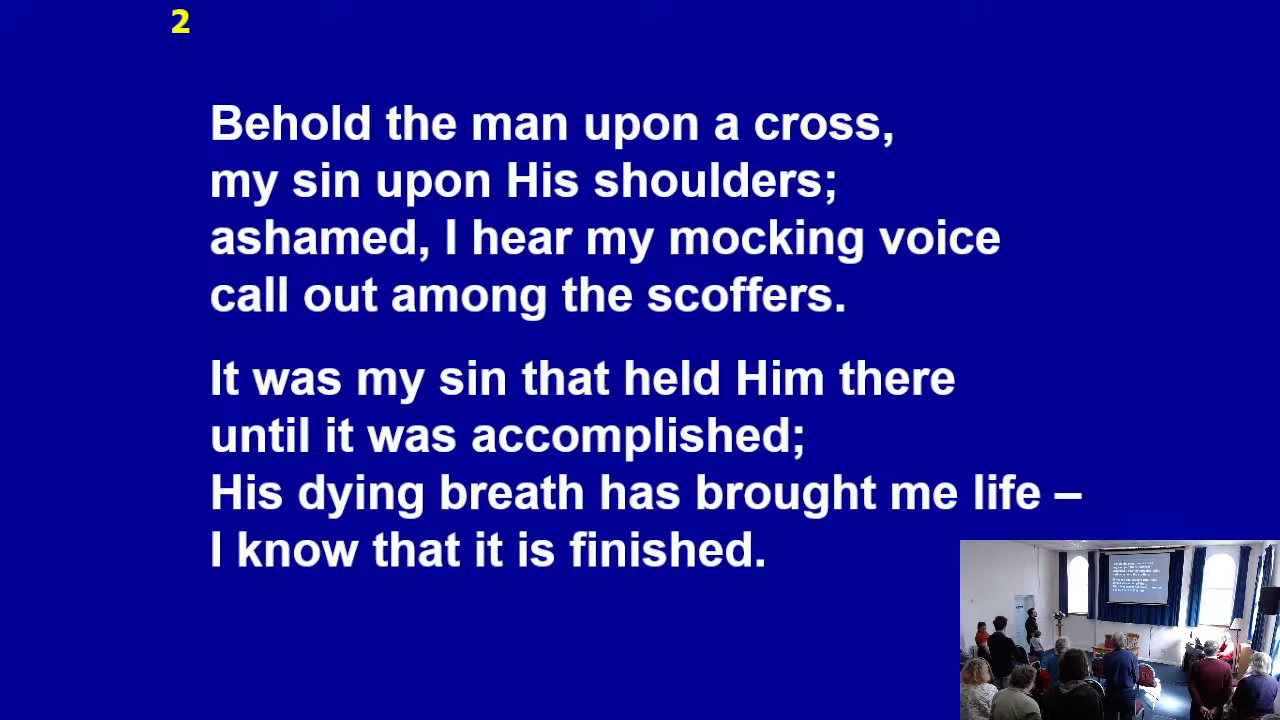 2
Behold the man upon a cross,
my sin upon His shoulders;
ashamed, I hear my mocking voice
call out among the scoffers.
It was my sin that held Him there
until it was accomplished;
His dying breath has brought me life –
I know that it is finished.